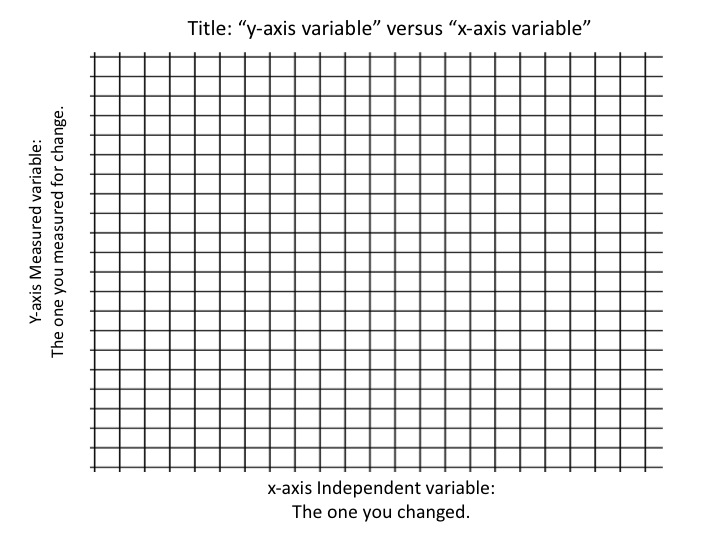 Title: “y-axis variable” versus “x-axis variable”
Y-axis Measured variable:
The one you measured for change.
x-axis Independent variable:
The one you changed.